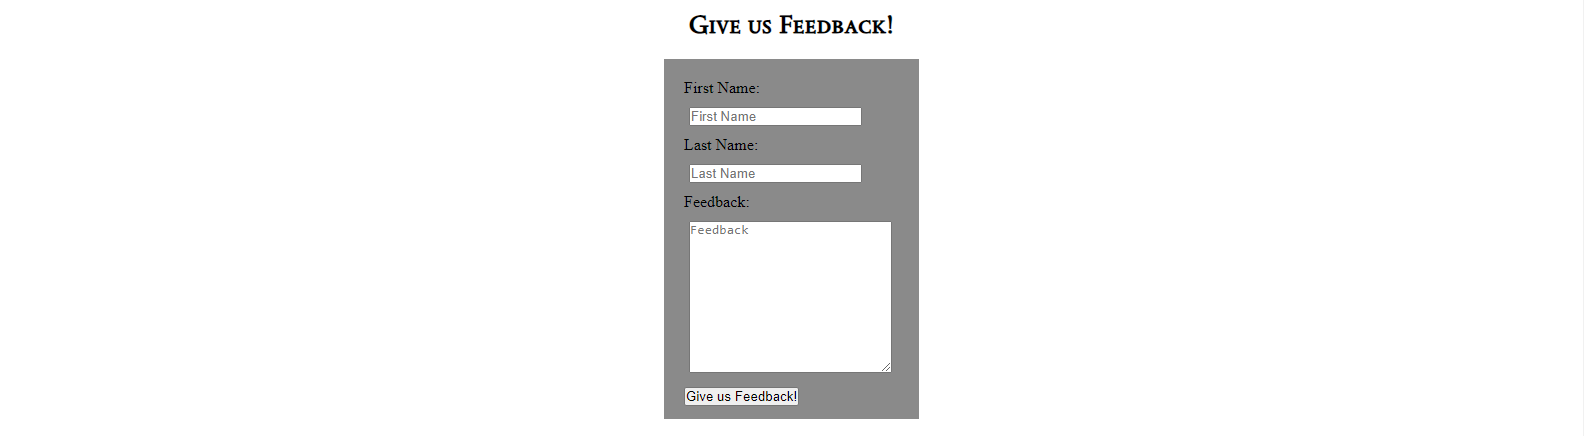 Give us Feedback!
First Name:
First Name
Last Name:
Last Name
Feedback:
Feedback
Give us Feedback!